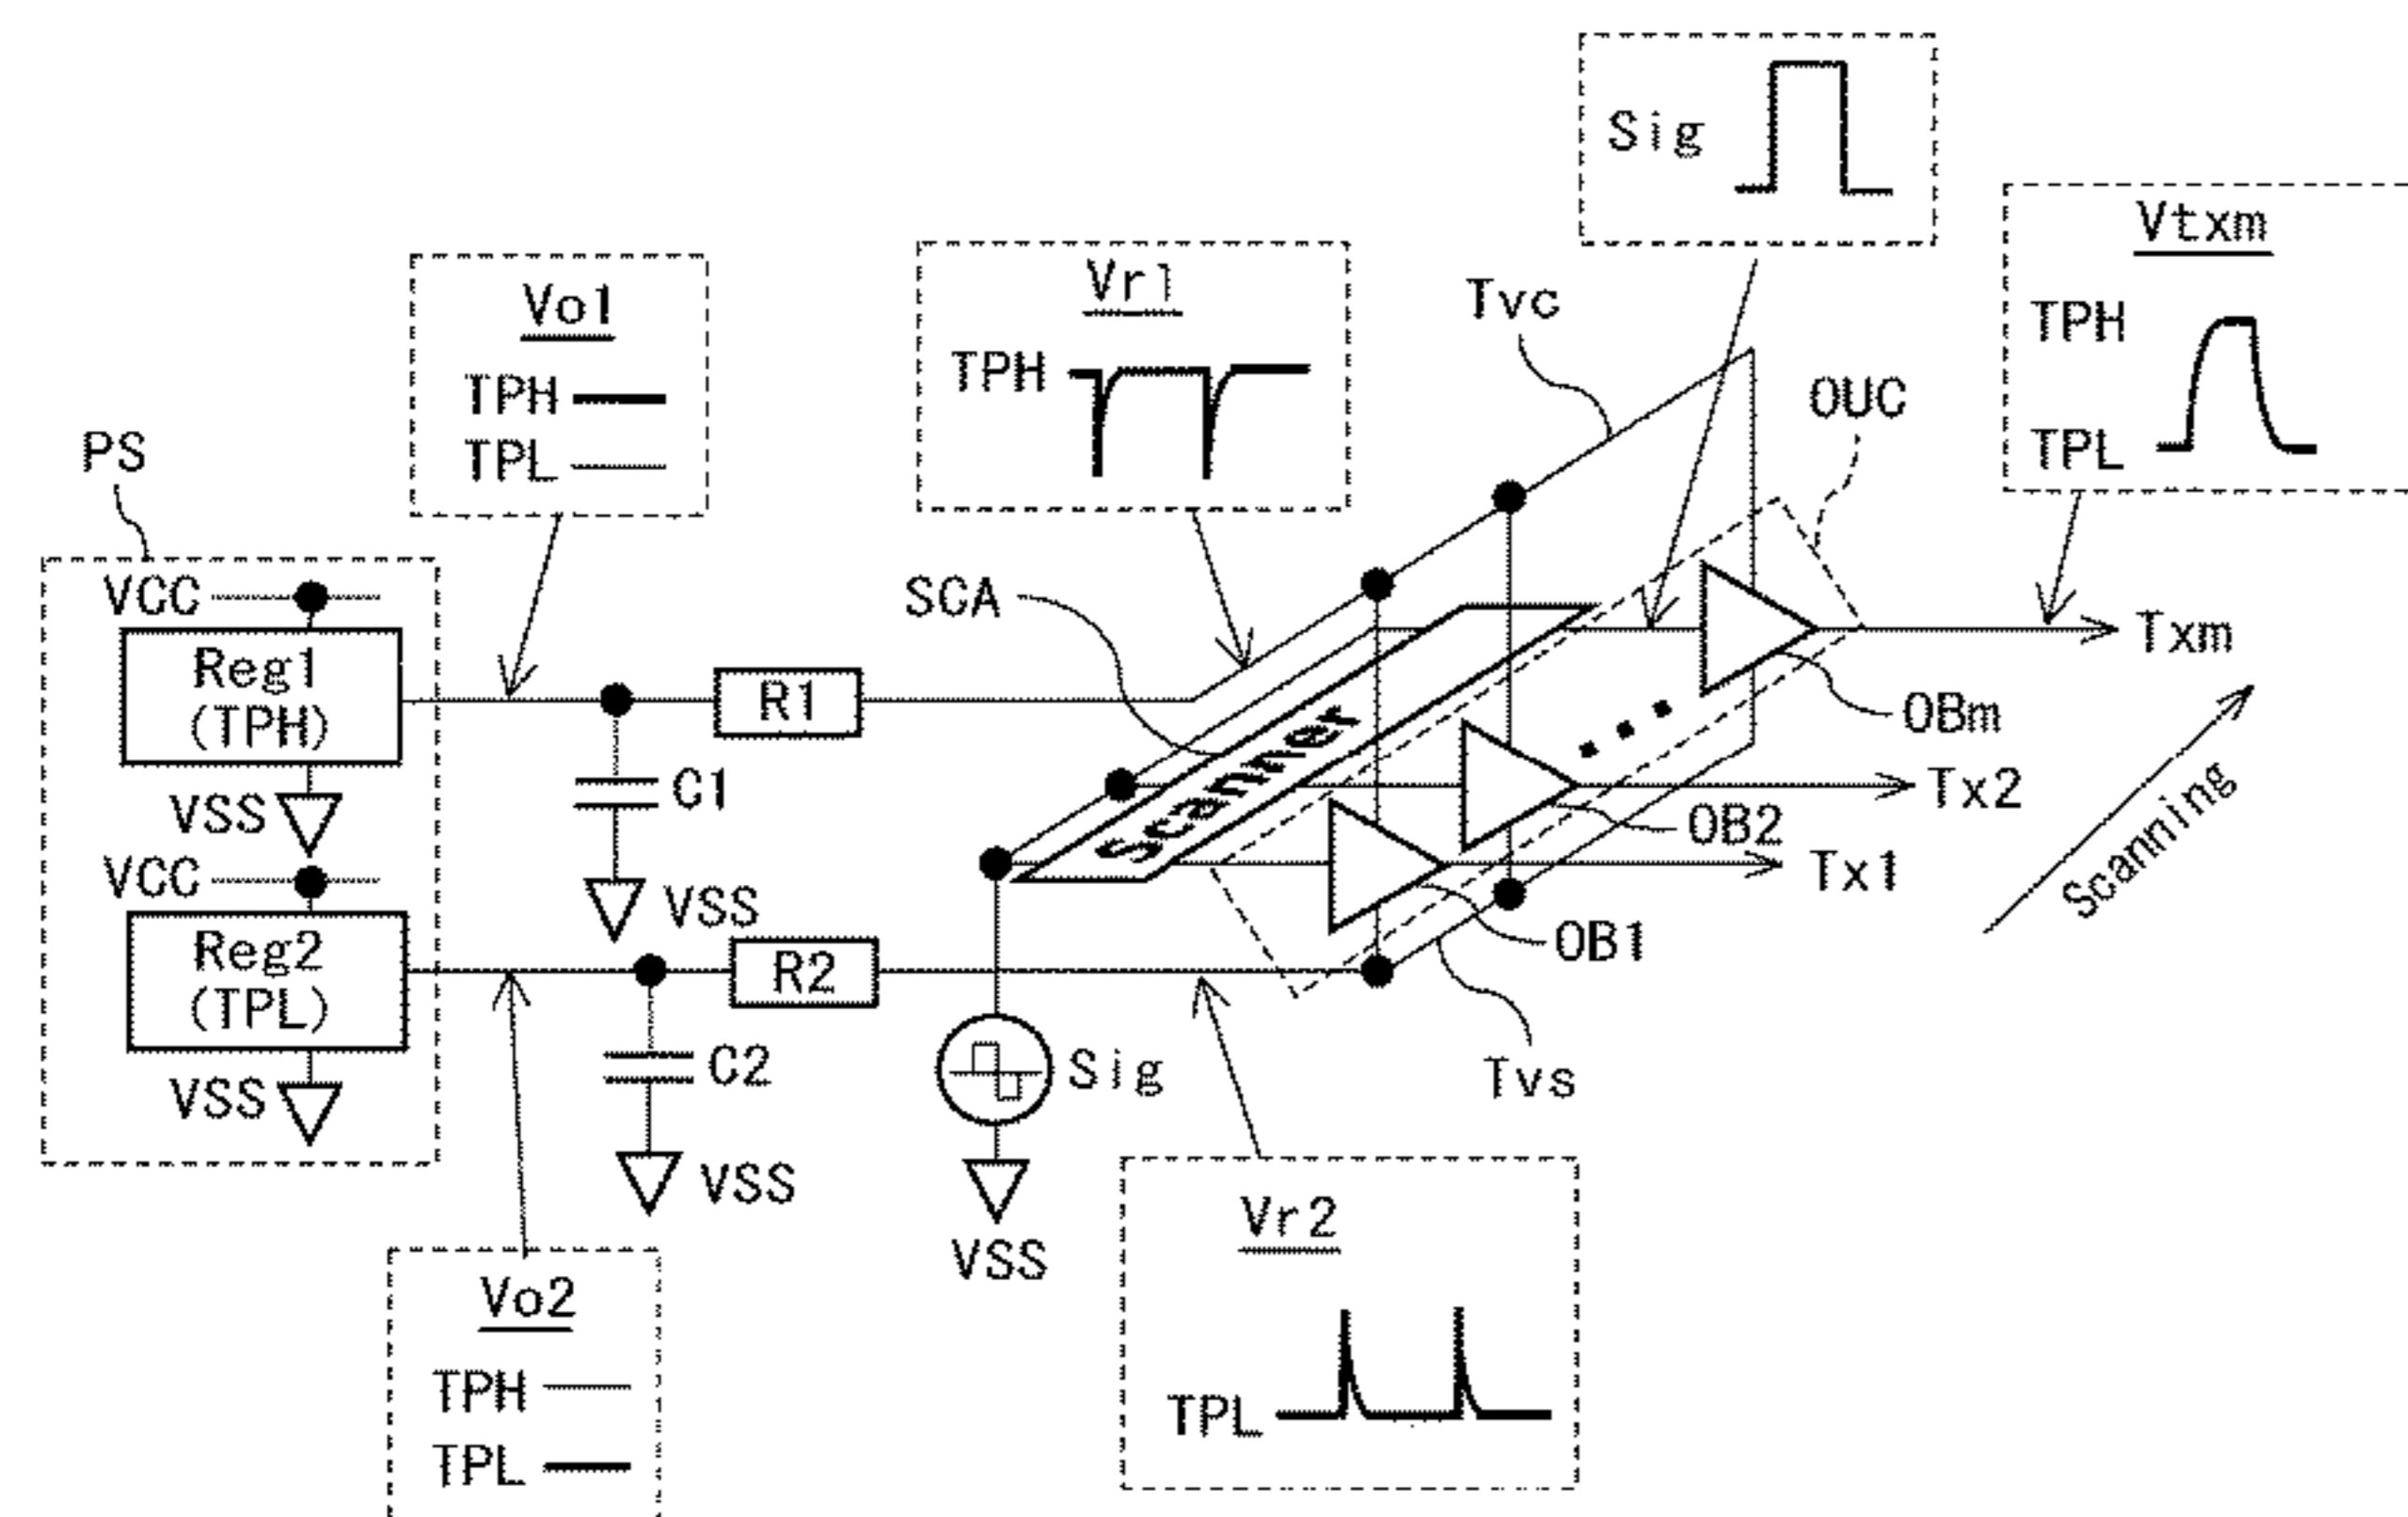 Sig
Vtxm
TPH
TPL
Vo1
TPH
TPL
Vr1
TPH
Tvc
OUC
PS
SCA
VCC
Reg1
(TPH)
VSS
R1
C1
VSS
Scanner
Txm
OBm
Tx2
OB2
Tx1
OB1
Scanning
VCC
Reg2
(TPL)
VSS
R2
C2
VSS
Sig
VSS
Tvs
Vo2
TPH
TPL
Vr2
TPL